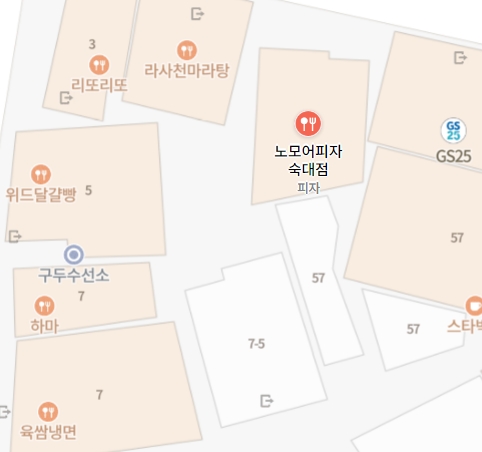 3
리또리또
라사천마라탕
노모어피자
숙대점
피자
GS
25
GS25
위드달걀빵
5
구두수선소
57
7
57
하마
57
스타벅
7-5
7
육쌈냉면